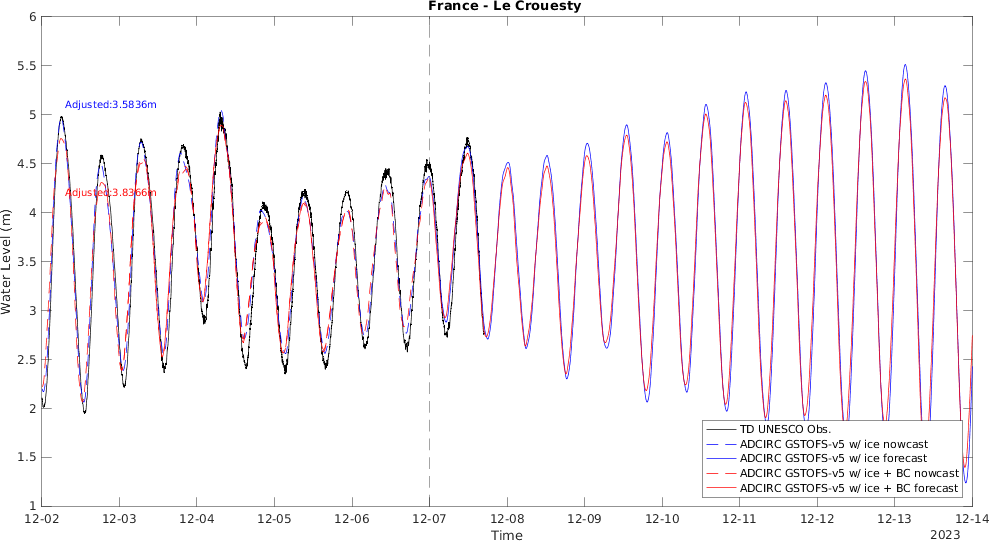 France - Le Crouesty
6
5.5
5
4.5
4
3.5
3
2.5
2
1.5
1
Water Level (m)
Adjusted:3.5836m
Adjusted:3.8366m
TD UNESCO Obs.
ADCIRC GSTOFS-v5 w/ ice nowcast
ADCIRC GSTOFS-v5 w/ ice forecast
ADCIRC GSTOFS-v5 w/ ice + BC nowcast
ADCIRC GSTOFS-v5 w/ ice + BC forecast
12-02 12-03 12-04 12-05 12-06 12-07 12-08 12-09 12-10 12-11 12-12 12-13 12-14
Time
2023